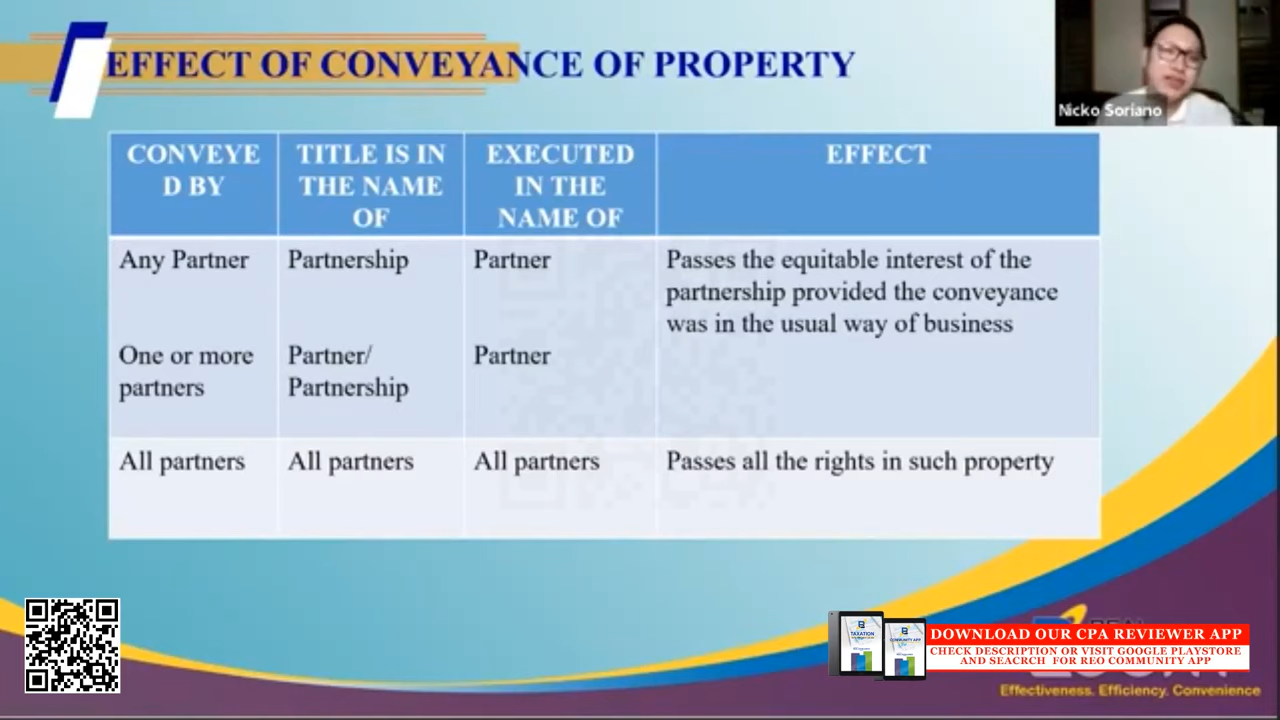 EFFECT OF CONVEYANCE OF PROPERTY
Nicko Soriano
CONVEYE
D BY
TITLE IS IN
THE NAME
OF
EXECUTED
IN THE
NAME OF
EFFECT
Any Partner
Partnership
Partner
Passes the equitable interest of the
partnership provided the conveyance
was in the usual way of business
One or more
partners
Partner/
Partnership
Partner
All partners
All partners
All partners
Passes all the rights in such property
TAXATION
COMMUNITY APP
DOWNLOAD OUR CPA REVIEWER APP
CHECK DESCRIPTION OR VISIT GOOGLE PLAYSTORE
AND SEACRCH FOR REO COMMUNITY APP
Effectiveness. Efficiency. Convenience